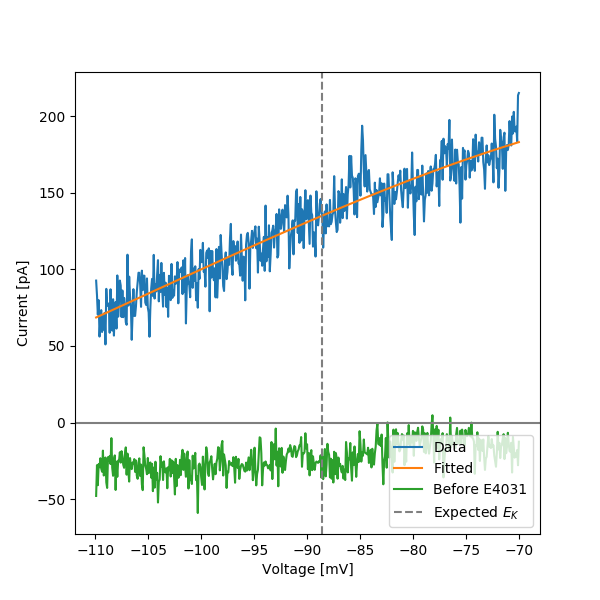 200
150
100
50
0
−50
Current [pA]
Data
Fitted
Before E4031
Expected E_K
−110 −105 −100 −95 −90 −85 −80 −75 −70
Voltage [mV]